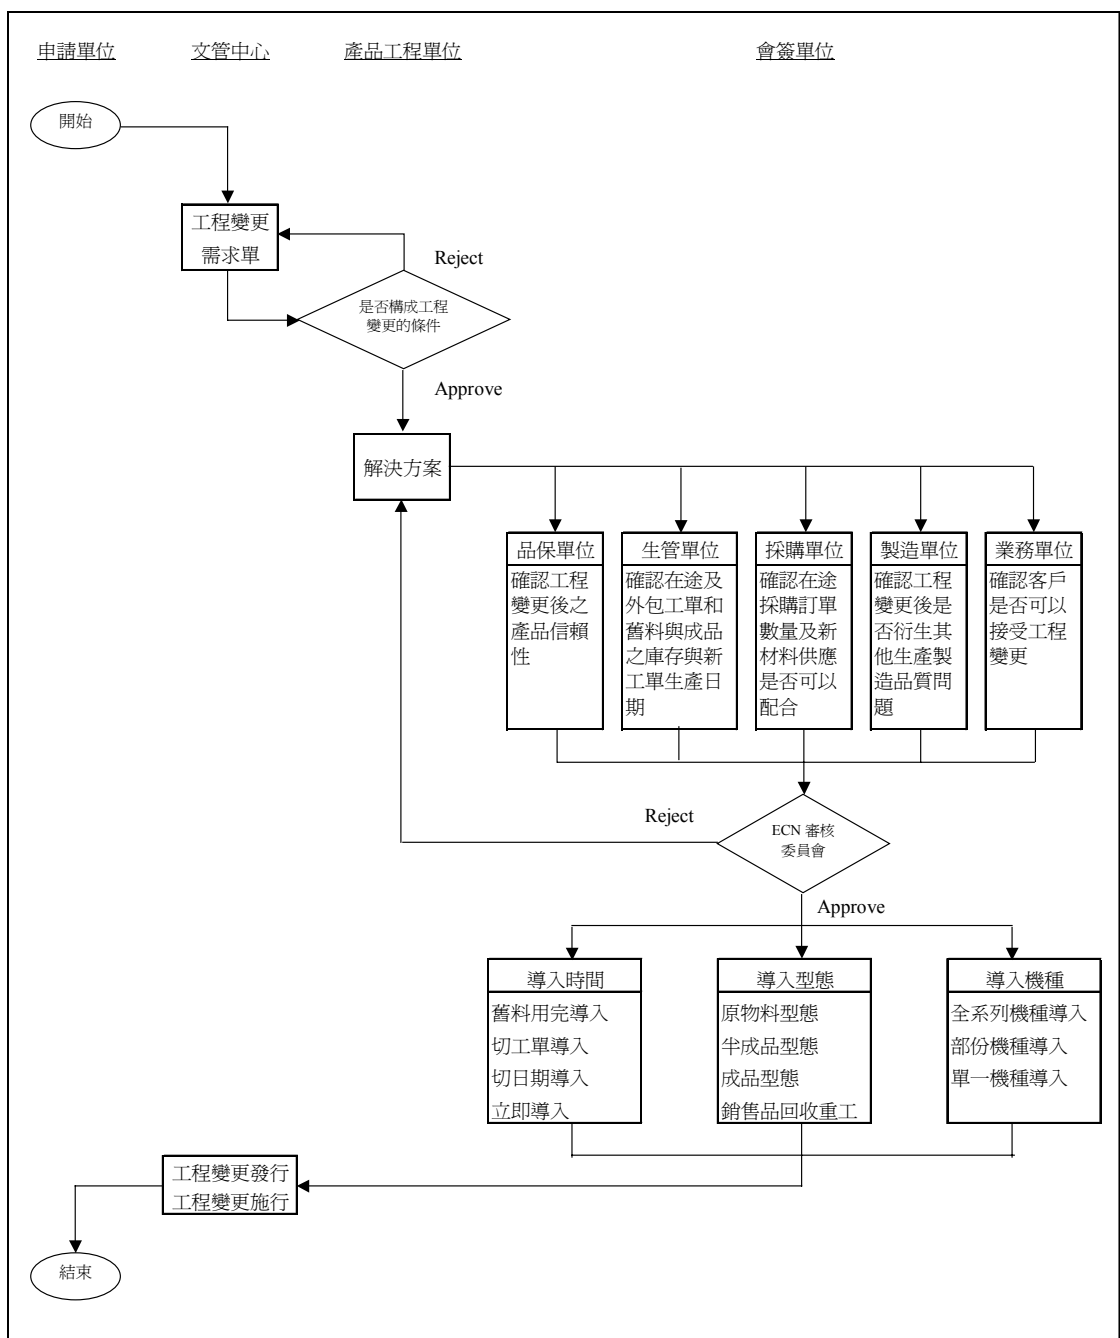 申請單位 文管中心 產品工程單位 會簽單位
開始
工程變更
需求單
Reject
是否構成工程
變更的條件
Approve
解決方案
品保單位
確認工程
變更後之
產品信賴
性
生管單位
確認在途及
外包工單和
舊料與成品
之庫存與新
工單生產日
期
採購單位
確認在途
採購訂單
數量及新
材料供應
是否可以
配合
製造單位
確認工程
變更後是
否衍生其
他生產製
造品質問
題
業務單位
確認客戶
是否可以
接受工程
變更
Reject
ECN 審核
委員會
Approve
導入時間
舊料用完導入
切工單導入
切日期導入
立即導入
導入型態
原物料型態
半成品型態
成品型態
銷售品回收重工
導入機種
全系列機種導入
部份機種導入
單一機種導入
工程變更發行
工程變更施行
結束